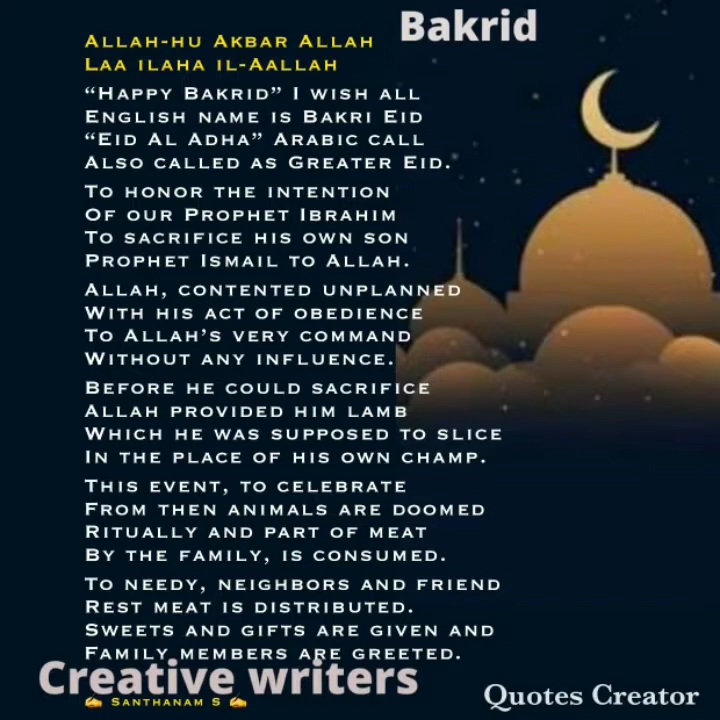 Bakrid
ALLAH-HU AKBAR ALLAH
LAA ILAHA IL-AALLAH
“HAPPY BAKRID” I WISH ALL
ENGLISH NAME IS BAKRI EID
“EID AL ADHA” ARABIC CALL
ALSO CALLED AS GREATER EID.
TO HONOR THE INTENTION
OF OUR PROPHET IBRAHIM
TO SACRIFICE HIS OWN SON
PROPHET ISMAIL TO ALLAH.
ALLAH, CONTENTED UNPLANNED
WITH HIS ACT OF OBEDIENCE
TO ALLAH’S VERY COMMAND
WITHOUT ANY INFLUENCE.
BEFORE HE COULD SACRIFICE
ALLAH PROVIDED HIM LAMB
WHICH HE WAS SUPPOSED TO SLICE
IN THE PLACE OF HIS OWN CHAMP.
THIS EVENT, TO CELEBRATE
FROM THEN ANIMALS ARE DOOMED
RITUALLY AND PART OF MEAT
BY THE FAMILY, IS CONSUMED.
TO NEEDY, NEIGHBORS AND FRIEND
REST MEAT IS DISTRIBUTED.
SWEETS AND GIFTS ARE GIVEN AND
FAMILY MEMBERS ARE GREETED.
Creative writers
✍ SANTHANAM S ✍
Quotes Creator